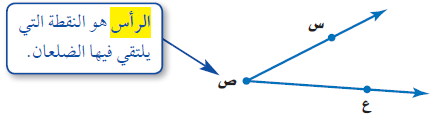 الرأس هو النقطة التي
يلتقي فيها الضلعان.
س
ص
ع